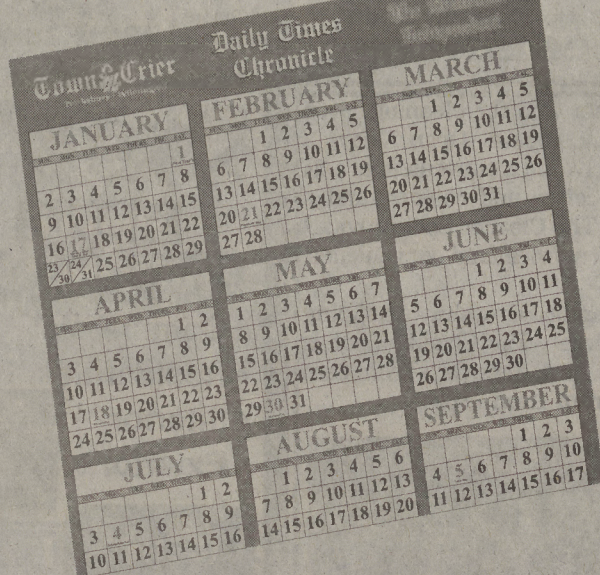 Town Crier
Daily Times
Chronicle
Independent
JANUARY
1
2 3 4 5 6 7 8
9 10 11 12 13 14 15
16 17 18 19 20 21 22
23/30 24/31 25 26 27 28 29
FEBRUARY
1 2 3 4 5
6 7 8 9 10 11 12
13 14 15 16 17 18 19
20 21 22 23 24 25 26
27 28
MARCH
1 2 3 4 5
6 7 8 9 10 11 12
13 14 15 16 17 18 19
20 21 22 23 24 25 26
27 28 29 30 31
APRIL
1 2
3 4 5 6 7 8 9
10 11 12 13 14 15 16
17 18 19 20 21 22 23
24 25 26 27 28 29 30
MAY
1 2 3 4 5 6 7
8 9 10 11 12 13 14
15 16 17 18 19 20 21
22 23 24 25 26 27 28
29 30 31
JUNE
1 2 3 4
5 6 7 8 9 10 11
12 13 14 15 16 17 18
19 20 21 22 23 24 25
26 27 28 29 30
JULY
1 2
3 4 5 6 7 8 9
10 11 12 13 14 15 16
AUGUST
1 2 3 4 5 6
7 8 9 10 11 12 13
14 15 16 17 18 19 20
SEPTEMBER
1 2 3
4 5 6 7 8 9 10
11 12 13 14 15 16 17